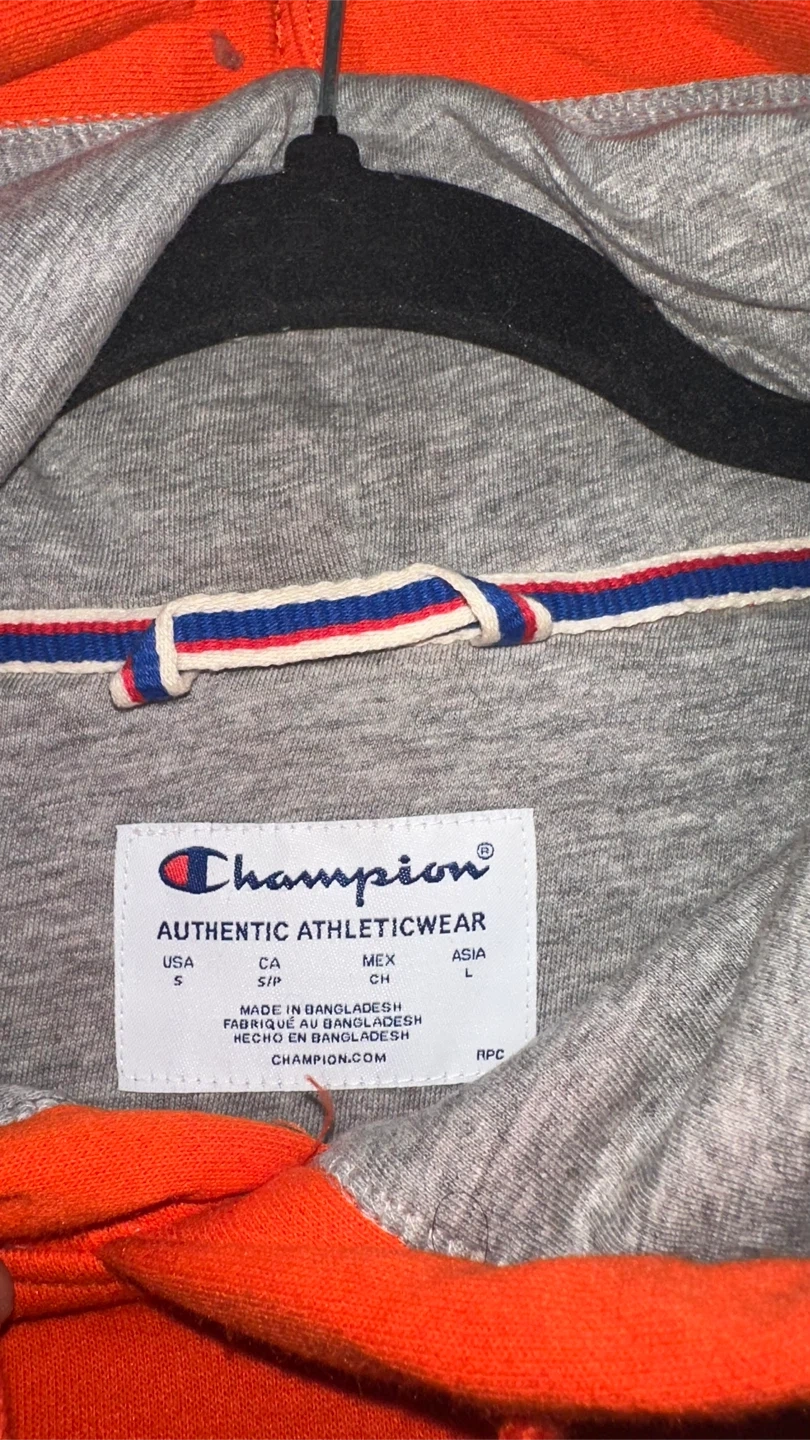 Champion®
AUTHENTIC ATHLETICWEAR
USA CA MEX ASIA
S S/P CH L
MADE IN BANGLADESH
FABRIQUÉ AU BANGLADESH
HECHO EN BANGLADESH
CHAMPION.COM RPC